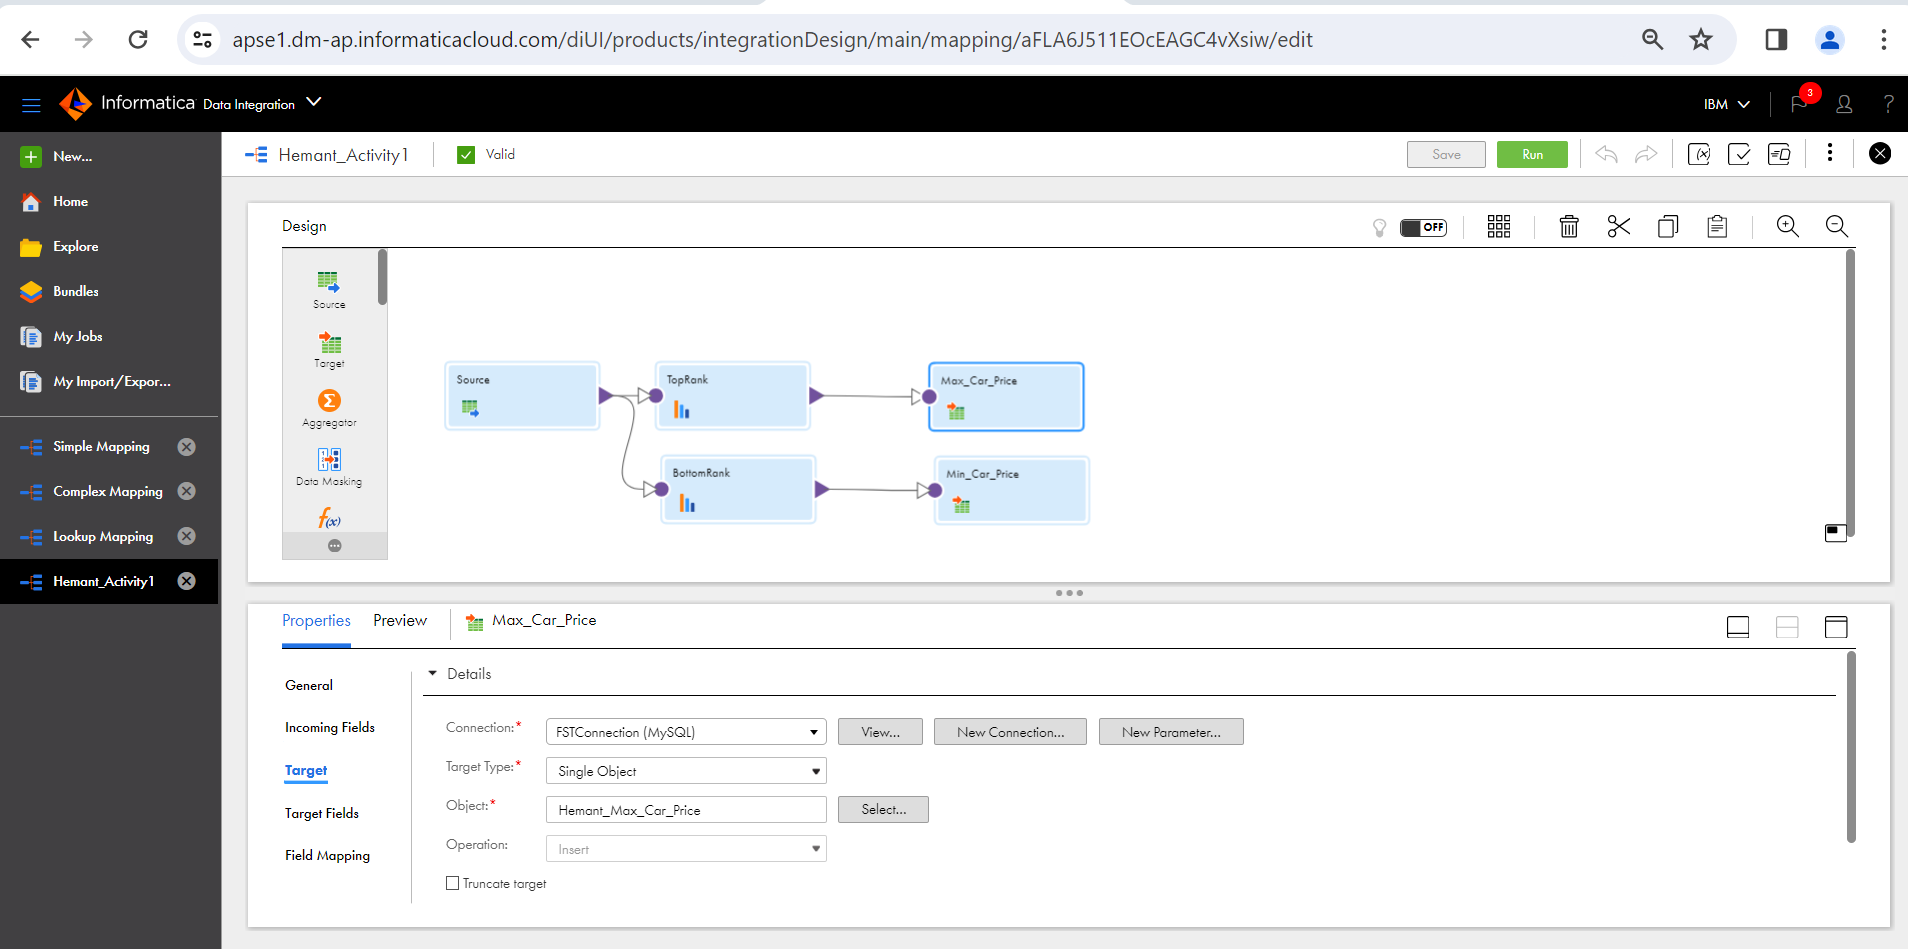 apse1.dm-ap.informaticacloud.com/diUI/products/integrationDesign/main/mapping/aFLA6J511EOcEAGC4vXsiw/edit
Informatica Data Integration
IBM
3
?
New...
Home
Explore
Bundles
My Jobs
My Import/Expor...
Simple Mapping
Complex Mapping
Lookup Mapping
Hemant_Activity1
Hemant_Activity1
Valid
Save
Run
Design
OFF
Source
Target
Aggregator
Data Masking
f(x)
Source
TopRank
Max_Car_Price
BottomRank
Min_Car_Price
Properties
Preview
Max_Car_Price
General
Incoming Fields
Target
Target Fields
Field Mapping
Details
Connection:* FSTConnection (MySQL) View... New Connection... New Parameter...
Target Type:* Single Object
Object:* Hemant_Max_Car_Price Select...
Operation: Insert
Truncate target